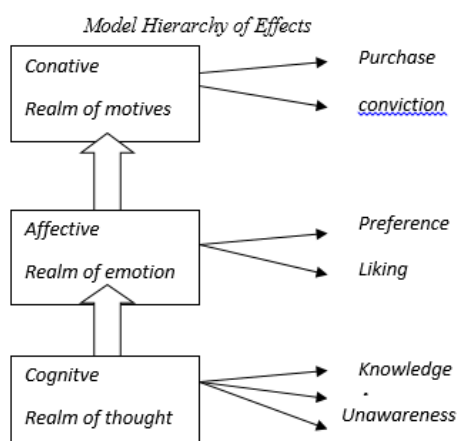 Model Hierarchy of Effects
Conative
Realm of motives
Purchase
conviction
Affective
Realm of emotion
Preference
Liking
Cognitve
Realm of thought
Knowledge
Unawareness